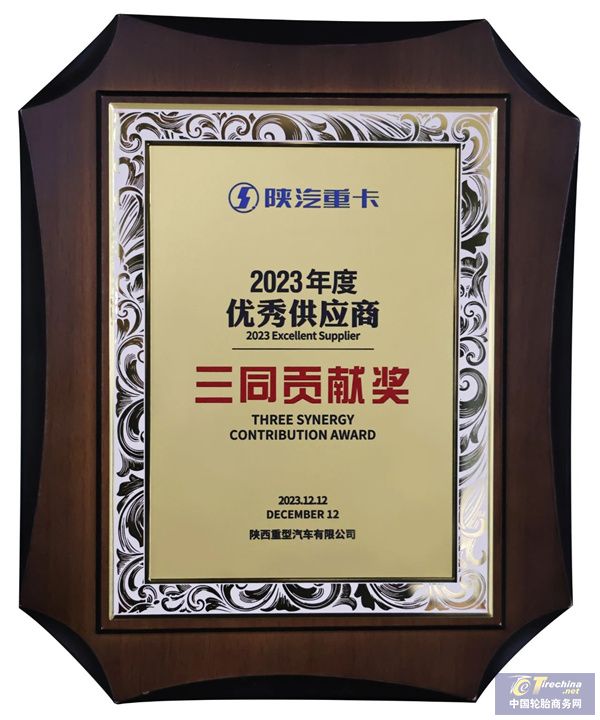 陕汽重卡
2023年度
优秀供应商
2023 Excellent Supplier
三同贡献奖
THREE SYNERGY
CONTRIBUTION AWARD
2023.12.12
DECEMBER 12
陕西重型汽车有限公司
Tirechina
.net
中国轮胎商务网